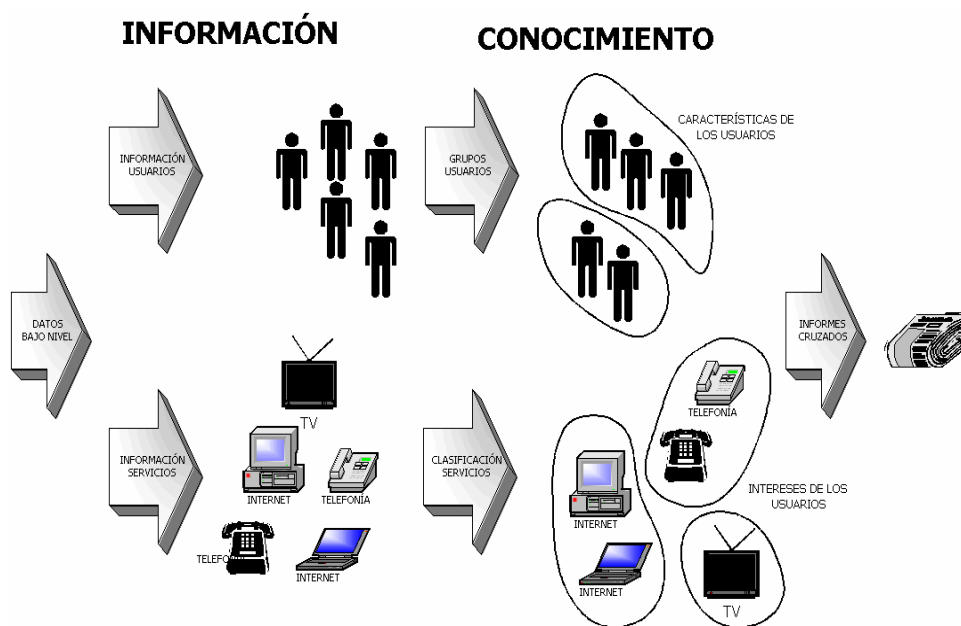 INFORMACIÓN
CONOCIMIENTO
INFORMACIÓN
USUARIOS
GRUPOS
USUARIOS
CARACTERÍSTICAS DE
LOS USUARIOS
DATOS
BAJO NIVEL
INFORMES
CRUZADOS
TV
INFORMACIÓN
SERVICIOS
INTERNET
TELEFONÍA
INTERNET
CLASIFICACIÓN
SERVICIOS
TELEFONÍA
INTERNET
INTERNET
INTERESES DE LOS
USUARIOS
TV